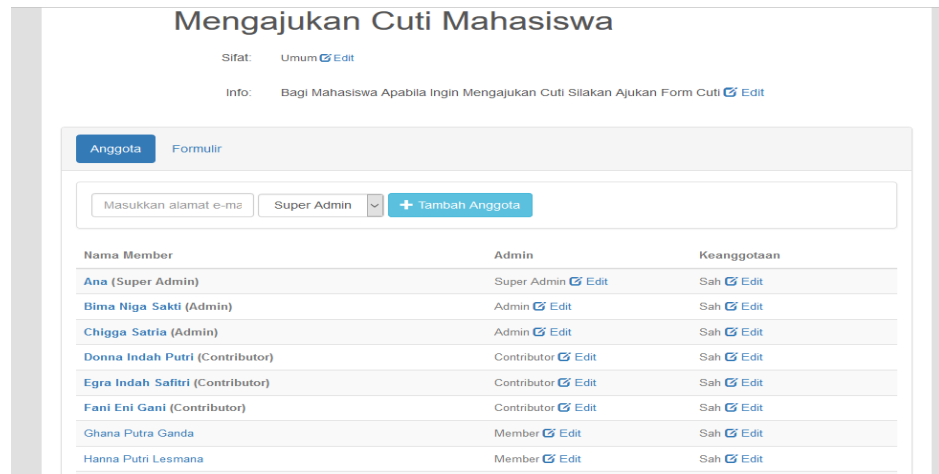 Mengajukan Cuti Mahasiswa
Sifat: Umum Edit
Info: Bagi Mahasiswa Apabila Ingin Mengajukan Cuti Silakan Ajukan Form Cuti Edit
Anggota Formulir
Masukkan alamat e-ma Super Admin + Tambah Anggota
Nama Member Admin Keanggotaan
Ana (Super Admin) Super Admin Edit Sah Edit
Bima Niga Sakti (Admin) Admin Edit Sah Edit
Chigga Satria (Admin) Admin Edit Sah Edit
Donna Indah Putri (Contributor) Contributor Edit Sah Edit
Egra Indah Safitri (Contributor) Contributor Edit Sah Edit
Fani Eni Gani (Contributor) Contributor Edit Sah Edit
Ghana Putra Ganda Member Edit Sah Edit
Hanna Putri Lesmana Member Edit Sah Edit